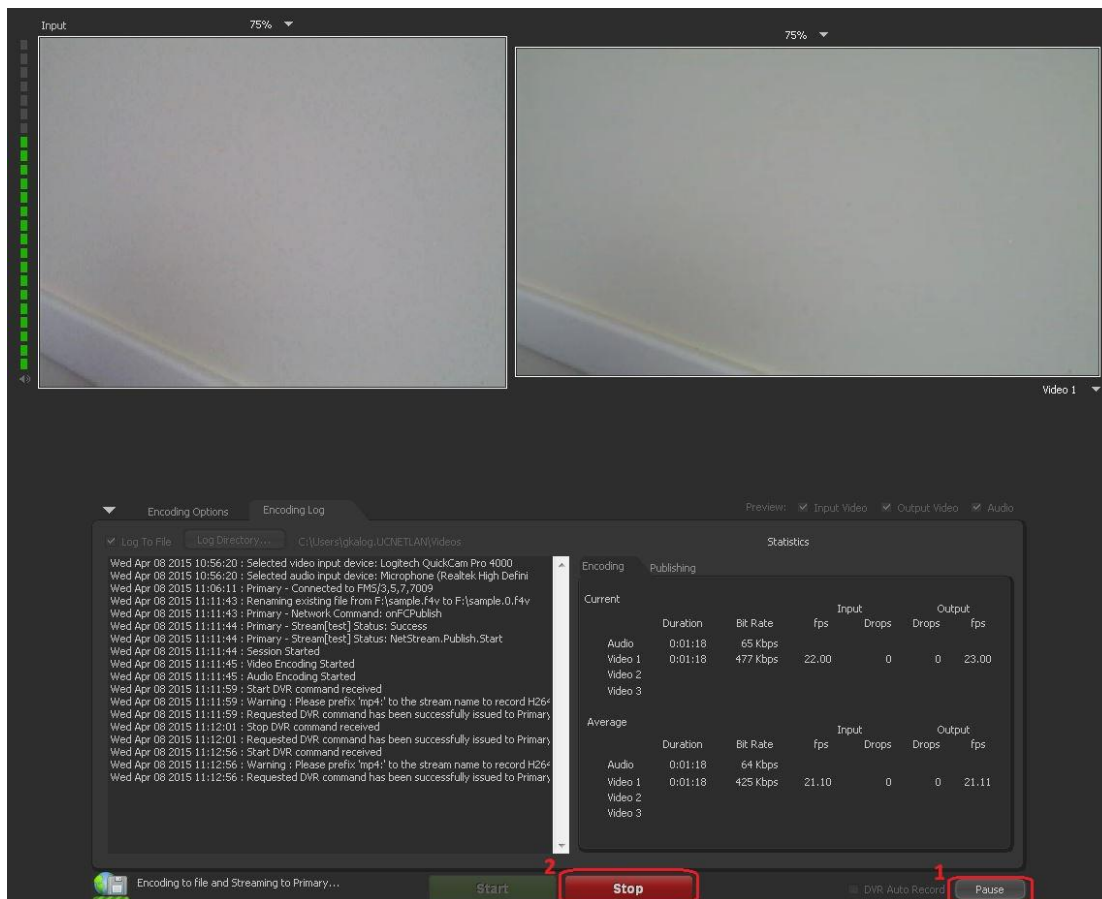 Input
75%
75%
Video 1
Encoding Options
Encoding Log
Preview:
Input Video
Output Video
Audio
Log To File
Log Directory...
C:\Users\gkalog.UCNETLAN\Videos
Wed Apr 08 2015 10:56:20 : Selected video input device: Logitech QuickCam Pro 4000
Wed Apr 08 2015 10:56:20 : Selected audio input device: Microphone (Realtek High Defini
Wed Apr 08 2015 11:06:11 : Primary - Connected to FMS/3,5,7,7009
Wed Apr 08 2015 11:11:43 : Renaming existing file from F:\sample.f4v to F:\sample.0.f4v
Wed Apr 08 2015 11:11:43 : Primary - Network Command: onFCPublish
Wed Apr 08 2015 11:11:44 : Primary - Stream[test] Status: Success
Wed Apr 08 2015 11:11:44 : Primary - Stream[test] Status: NetStream.Publish.Start
Wed Apr 08 2015 11:11:44 : Session Started
Wed Apr 08 2015 11:11:45 : Video Encoding Started
Wed Apr 08 2015 11:11:45 : Audio Encoding Started
Wed Apr 08 2015 11:11:59 : Start DVR command received
Wed Apr 08 2015 11:11:59 : Warning : Please prefix 'mp4:' to the stream name to record H264
Wed Apr 08 2015 11:11:59 : Requested DVR command has been successfully issued to Primary
Wed Apr 08 2015 11:12:01 : Stop DVR command received
Wed Apr 08 2015 11:12:01 : Requested DVR command has been successfully issued to Primary
Wed Apr 08 2015 11:12:56 : Start DVR command received
Wed Apr 08 2015 11:12:56 : Warning : Please prefix 'mp4:' to the stream name to record H264
Wed Apr 08 2015 11:12:56 : Requested DVR command has been successfully issued to Primary
Statistics
Encoding
Publishing
Current
Input Output
Duration Bit Rate fps Drops Drops fps
Audio 0:01:18 65 Kbps
Video 1 0:01:18 477 Kbps 22.00 0 0 23.00
Video 2
Video 3
Average
Input Output
Duration Bit Rate fps Drops Drops fps
Audio 0:01:18 64 Kbps
Video 1 0:01:18 425 Kbps 21.10 0 0 21.11
Video 2
Video 3
Encoding to file and Streaming to Primary...
Start
2
Stop
DVR Auto Record
1
Pause